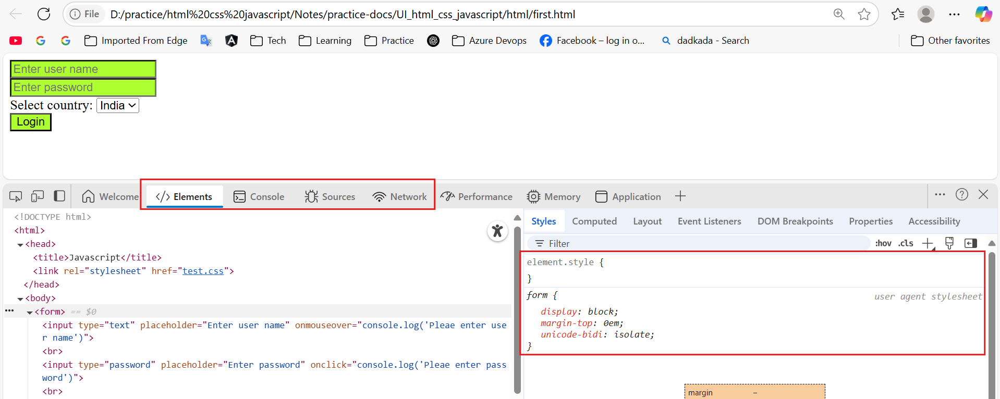 File D:/practice/html%20css%20javascript/Notes/practice-docs/UI_html_css_javascript/html/first.html
Imported From Edge Tech Learning Practice Azure Devops Facebook – log in o... dadkada - Search Other favorites
Enter user name
Enter password
Select country: India
Login
Welcome Elements Console Sources Network Performance Memory Application
<!DOCTYPE html>
<html>
<head>
<title>Javascript</title>
<link rel="stylesheet" href="test.css">
</head>
<body>
<form> == $0
<input type="text" placeholder="Enter user name" onmouseover="console.log('Pleae enter use
r name')">
<br>
<input type="password" placeholder="Enter password" onclick="console.log('Pleae enter pass
word')">
<br>
Styles Computed Layout Event Listeners DOM Breakpoints Properties Accessibility
Filter :hov .cls
element.style {
}
form { user agent stylesheet
display: block;
margin-top: 0em;
unicode-bidi: isolate;
}
margin –